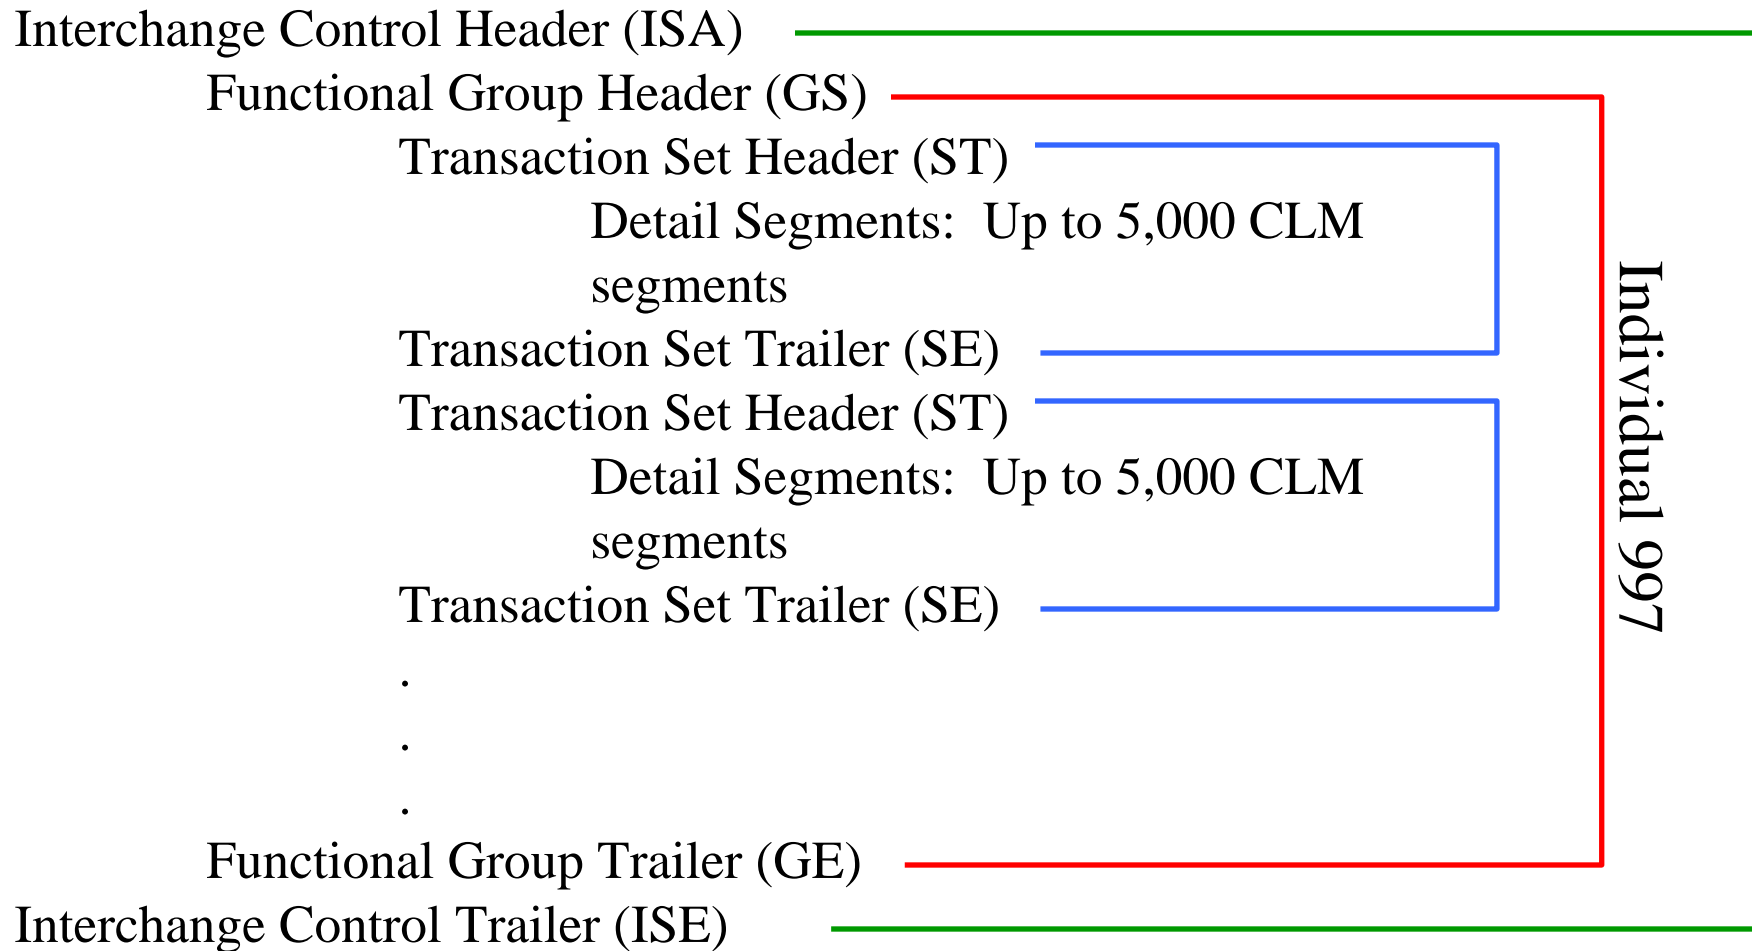 Interchange Control Header (ISA)
Functional Group Header (GS)
Transaction Set Header (ST)
Detail Segments:  Up to 5,000 CLM
segments
Transaction Set Trailer (SE)
Transaction Set Header (ST)
Detail Segments:  Up to 5,000 CLM
segments
Transaction Set Trailer (SE)
.
.
.
Functional Group Trailer (GE)
Interchange Control Trailer (ISE)
Individual 997